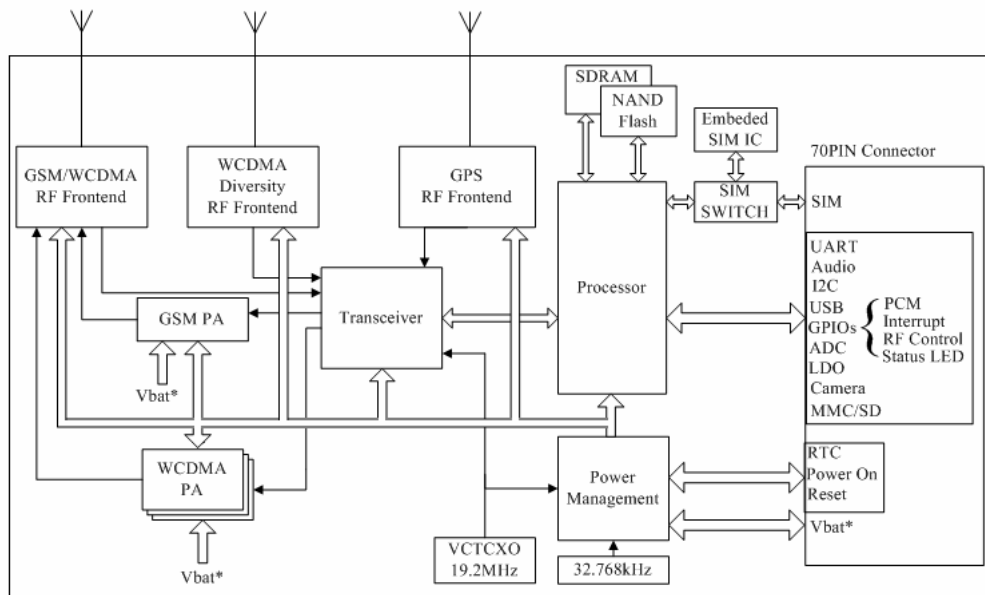 SDRAM
NAND
Flash
Embeded
SIM IC
70PIN Connector
GSM/WCDMA
RF Frontend
WCDMA
Diversity
RF Frontend
GPS
RF Frontend
SIM
SWITCH
SIM
UART
Audio
I2C
USB
GPIOs
ADC
LDO
Camera
MMC/SD
PCM
Interrupt
RF Control
Status LED
Processor
Transceiver
GSM PA
Vbat*
WCDMA
PA
Vbat*
Power
Management
RTC
Power On
Reset
Vbat*
VCTCXO
19.2MHz
32.768kHz